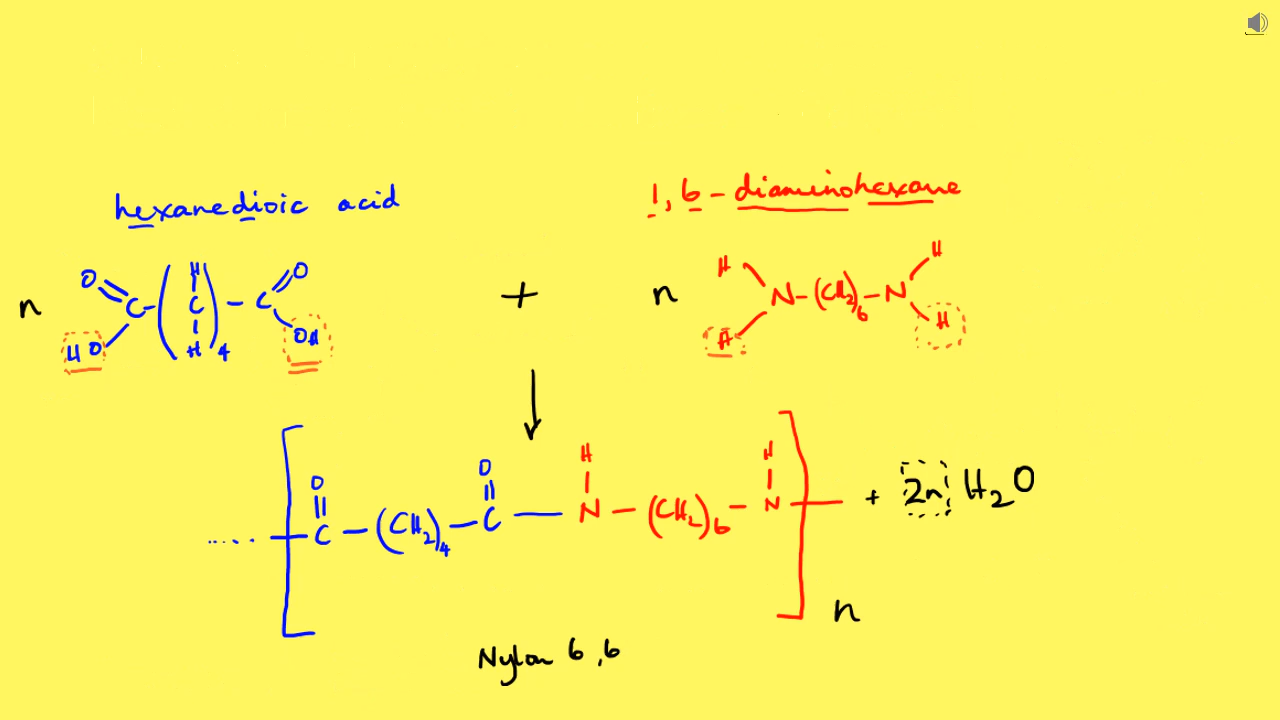 hexanedioic acid
1,6-diaminohexane
n HO O C ( H C H )4 C O OH + n H H N (CH2)6 N H H
..... [ O C (CH2)4 C O N H (CH2)6 N H ]n + 2n H2O
Nylon 6,6